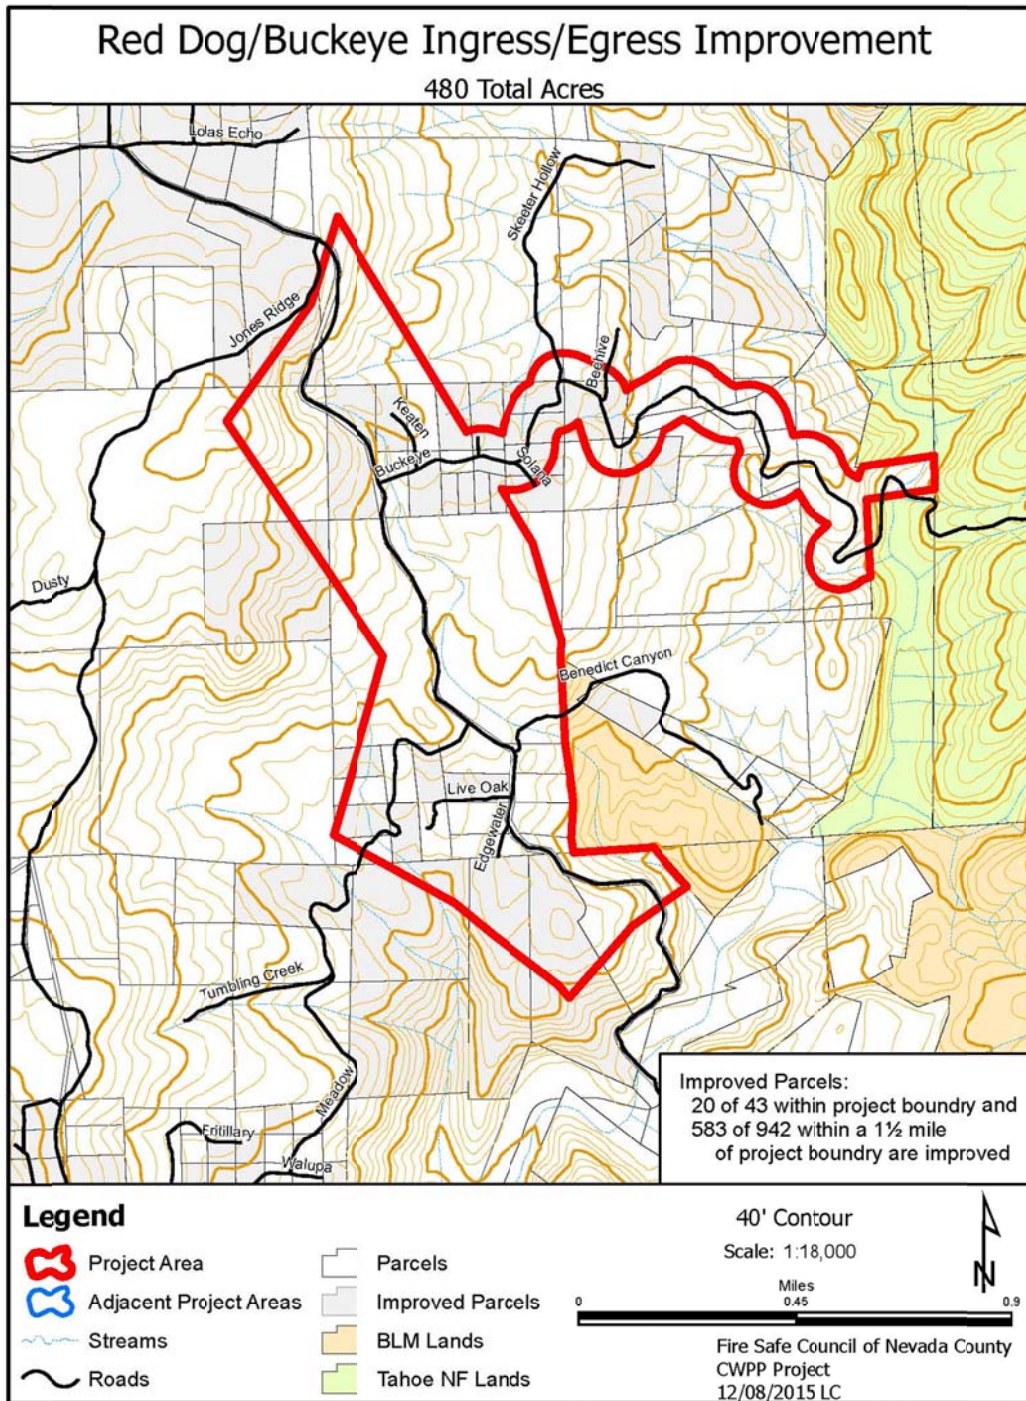 Red Dog/Buckeye Ingress/Egress Improvement
480 Total Acres
Lolas Echo
Skeeter Hollow
Jones Ridge
Beehive
Keaten
Buckeye
Solana
Dusty
Benedict Canyon
Live Oak
Edgewater
Tumbling Creek
Meadow
Fritillary
Walupa
Improved Parcels:
20 of 43 within project boundry and
583 of 942 within a 1½ mile
of project boundry are improved
Legend
Project Area
Adjacent Project Areas
Streams
Roads
Parcels
Improved Parcels
BLM Lands
Tahoe NF Lands
40' Contour
Scale: 1:18,000
Miles
0 0.45 0.9
N
Fire Safe Council of Nevada County
CWPP Project
12/08/2015 LC